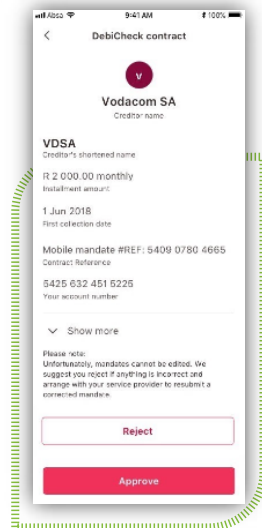 Absa 9:41 AM 100%
DebiCheck contract
V
Vodacom SA
Creditor name
VDSA
Creditor's shortened name
R 2 000.00 monthly
Installment amount
1 Jun 2018
First collection date
Mobile mandate #REF: 5409 0780 4665
Contract Reference
5425 632 451 5225
Your account number
Show more
Please note:
Unfortunately, mandates cannot be edited. We
suggest you reject if anything is incorrect and
arrange with your service provider to resubmit a
corrected mandate.
Reject
Approve